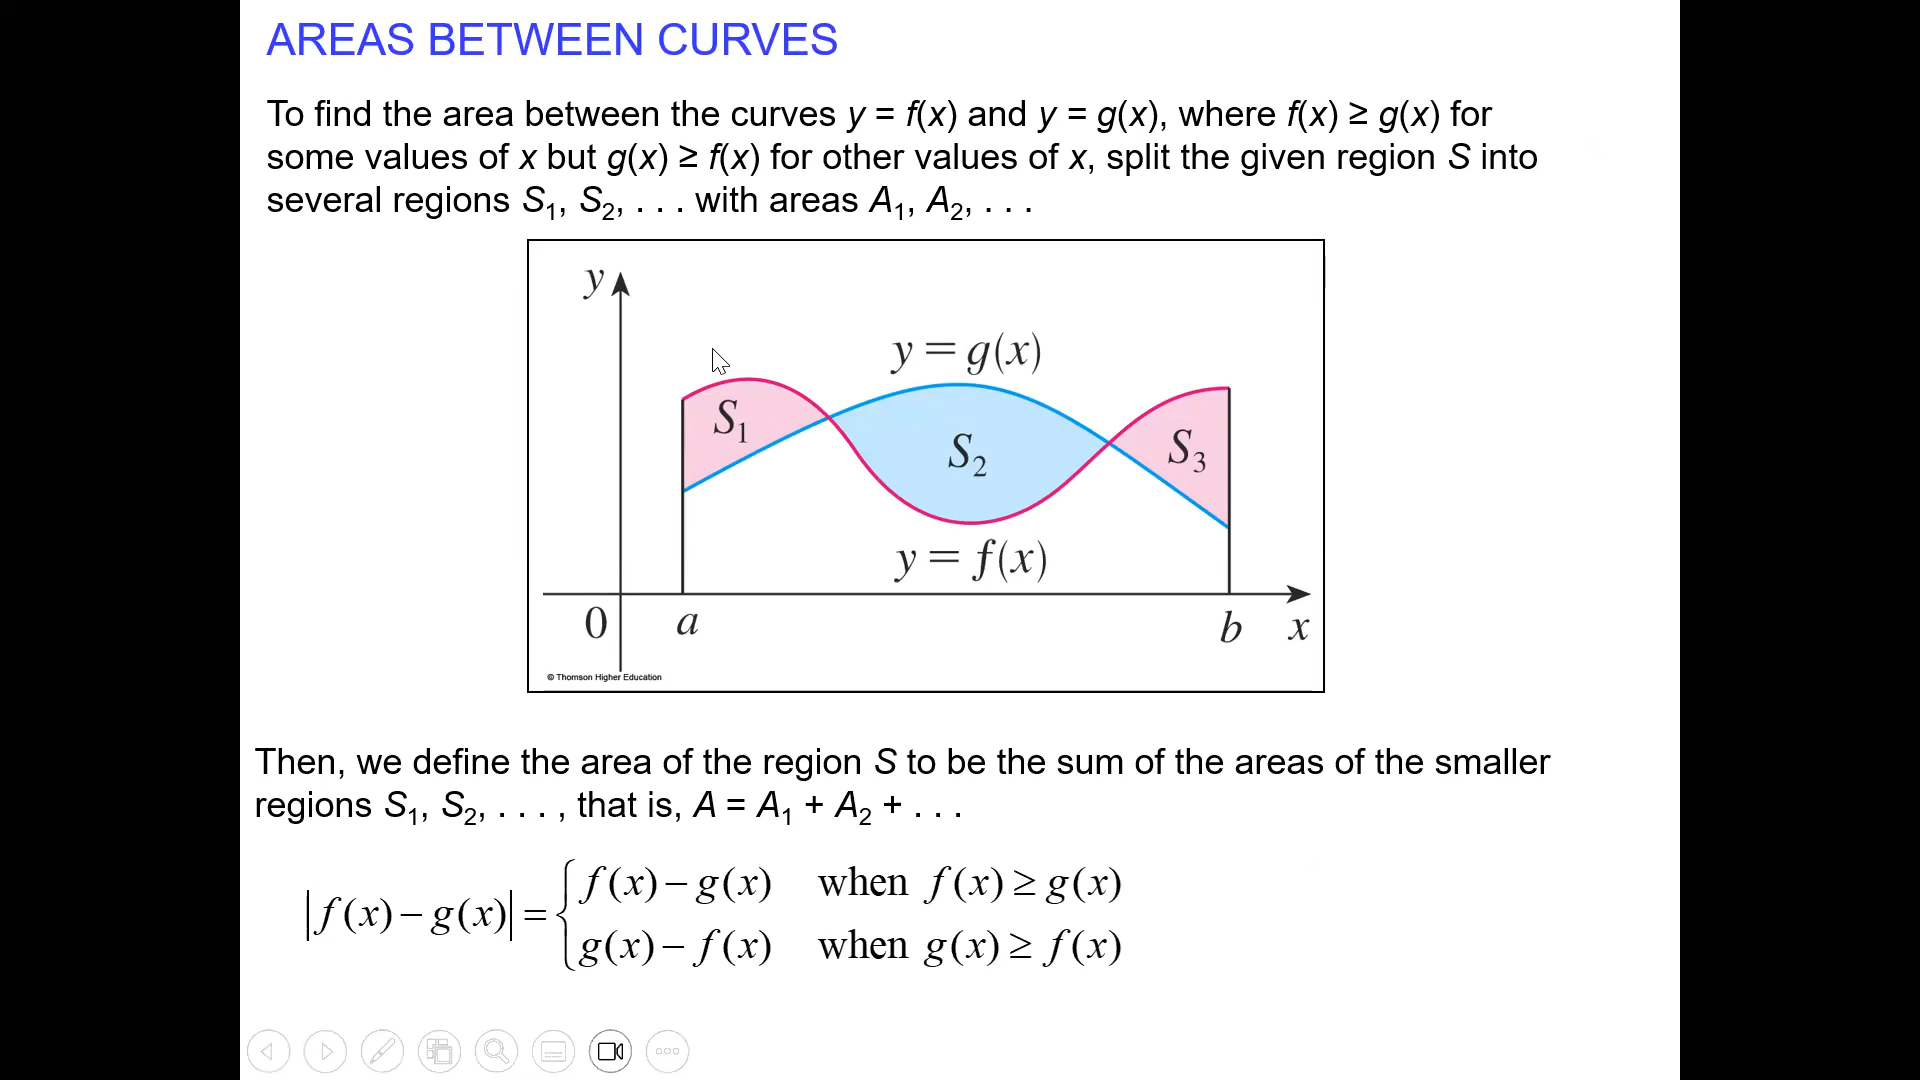 AREAS BETWEEN CURVES
To find the area between the curves y = f(x) and y = g(x), where f(x) ≥ g(x) for
some values of x but g(x) ≥ f(x) for other values of x, split the given region S into
several regions S₁, S₂, . . . with areas A₁, A₂, . . .
y
y = g(x)
S₁
S₂
S₃
y = f(x)
0 a b x
© Thomson Higher Education
Then, we define the area of the region S to be the sum of the areas of the smaller
regions S₁, S₂, . . . , that is, A = A₁ + A₂ + . . .
|f(x) − g(x)| = { f(x) − g(x) when f(x) ≥ g(x)
g(x) − f(x) when g(x) ≥ f(x)